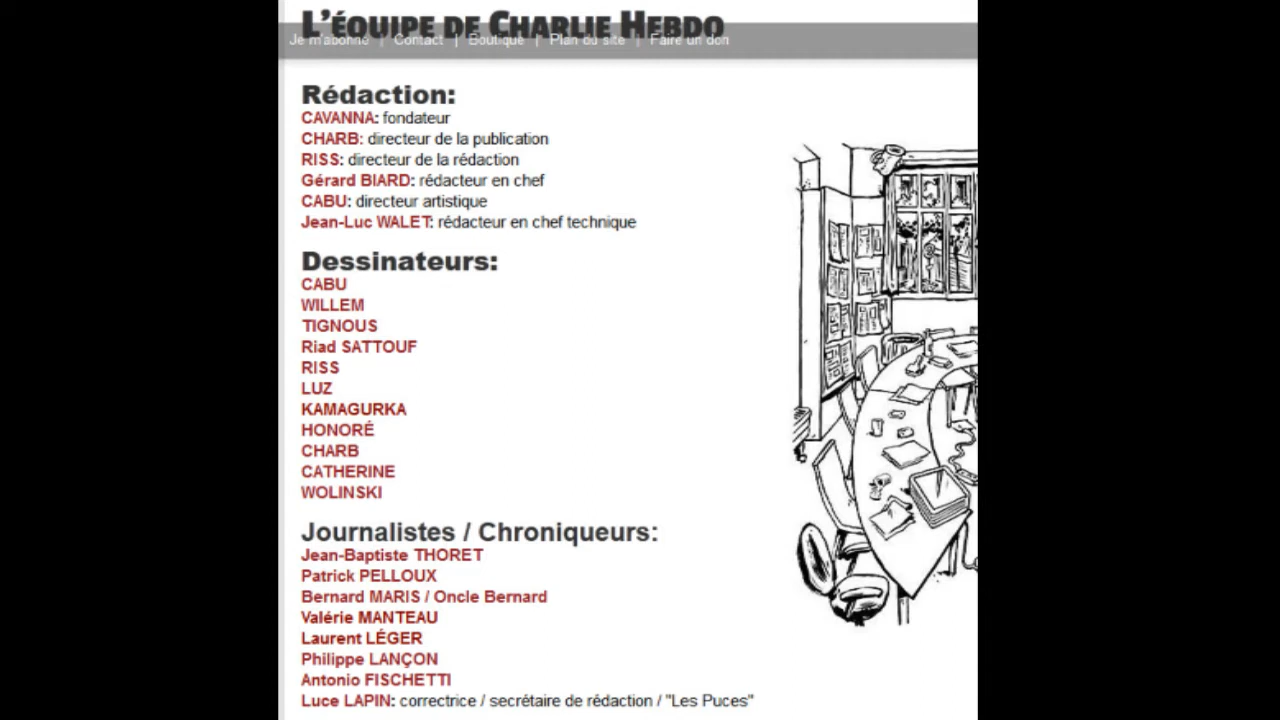 L'ÉQUIPE DE CHARLIE HEBDO
Je m'abonne | Contact | Boutique | Plan du site | Faire un don
Rédaction:
CAVANNA: fondateur
CHARB: directeur de la publication
RISS: directeur de la rédaction
Gérard BIARD: rédacteur en chef
CABU: directeur artistique
Jean-Luc WALET: rédacteur en chef technique
Dessinateurs:
CABU
WILLEM
TIGNOUS
Riad SATTOUF
RISS
LUZ
KAMAGURKA
HONORÉ
CHARB
CATHERINE
WOLINSKI
Journalistes / Chroniqueurs:
Jean-Baptiste THORET
Patrick PELLOUX
Bernard MARIS / Oncle Bernard
Valérie MANTEAU
Laurent LÉGER
Philippe LANÇON
Antonio FISCHETTI
Luce LAPIN: correctrice / secrétaire de rédaction / "Les Puces"